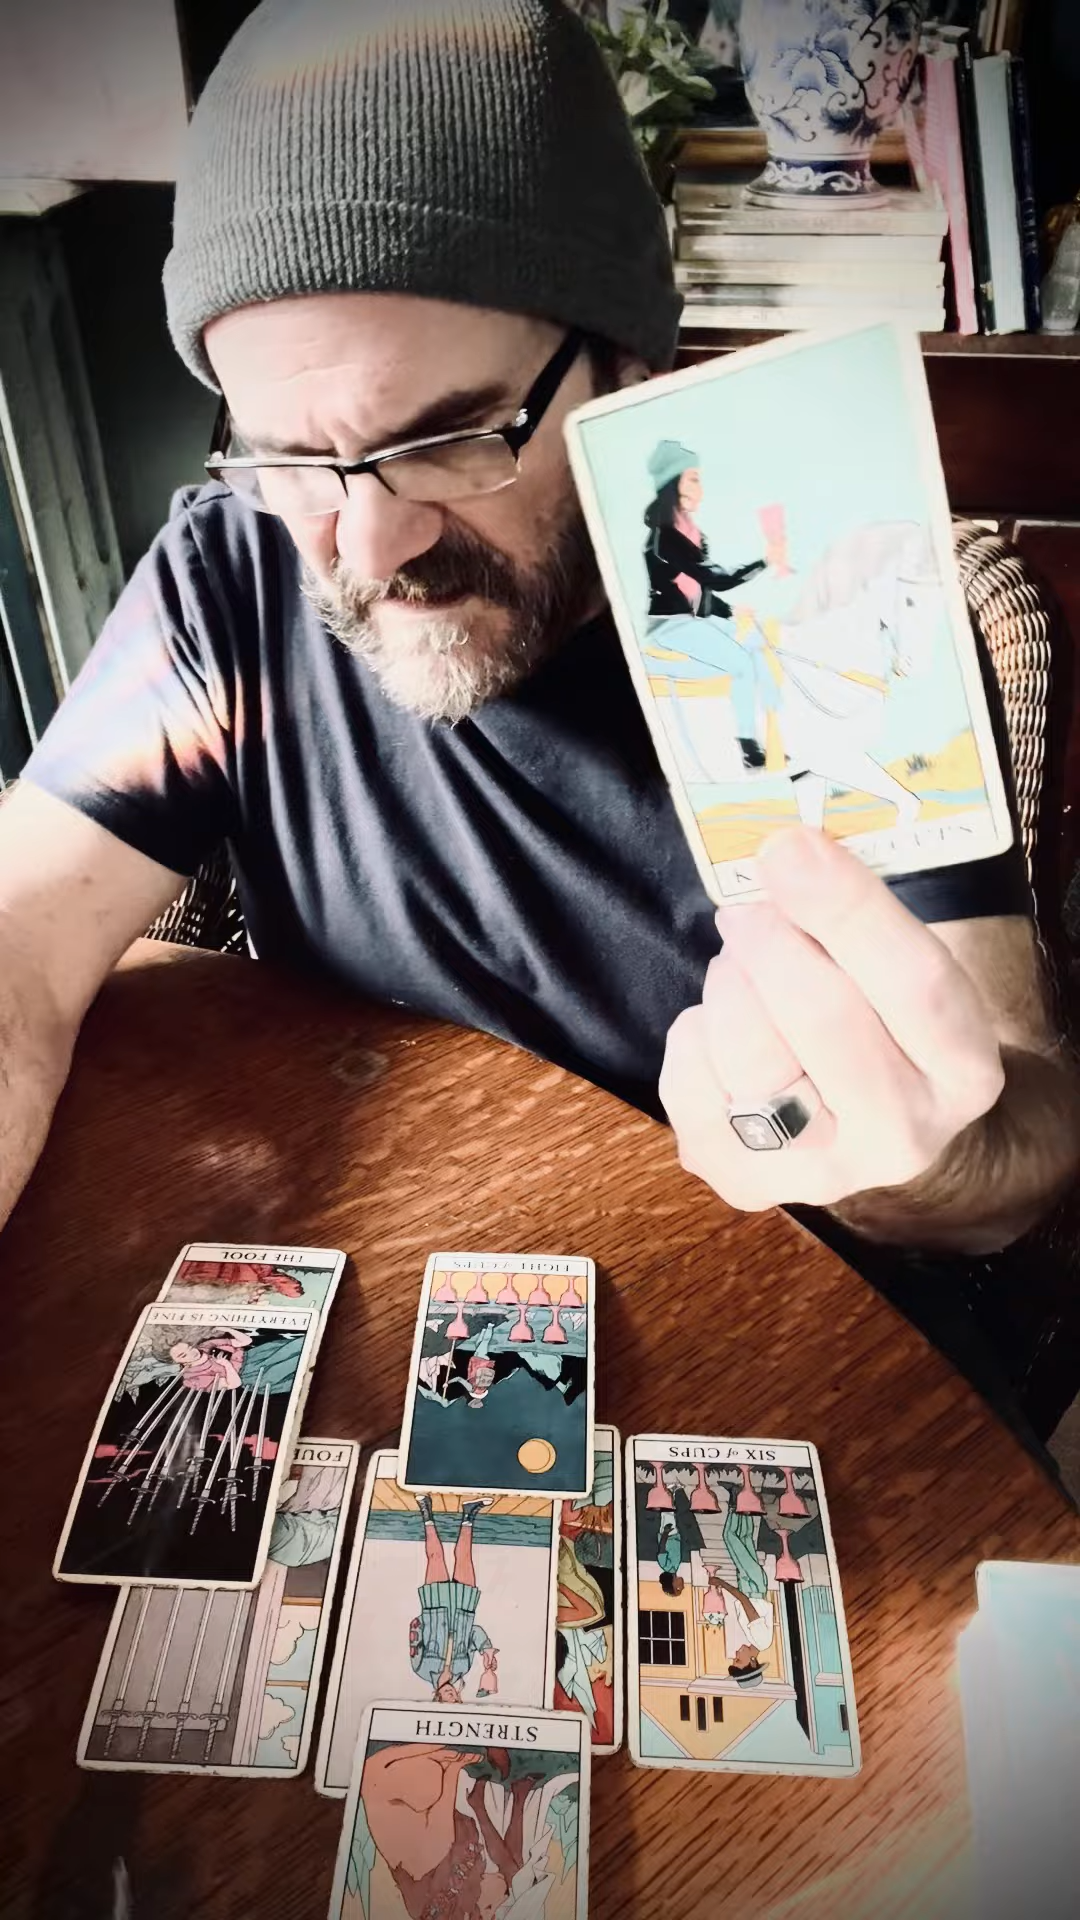 THE FOOL
EVERYTHING IS FINE
EIGHT of CUPS
FOUR
SIX of CUPS
STRENGTH